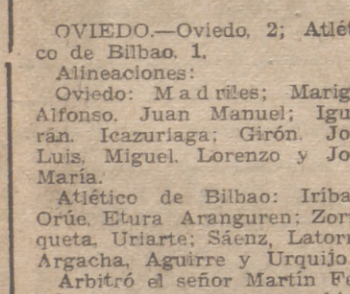 OVIEDO.—Oviedo, 2; Atlé
co de Bilbao, 1.
Alineaciones:
Oviedo: Madriles; Marig
Alfonso, Juan Manuel; Igu
rán, Icazuriaga; Girón, Jo
Luis, Miguel, Lorenzo y Jo
María.
Atlético de Bilbao: Iríba
Orúe, Etura Aranguren; Zor
queta, Uriarte; Sáenz, Latorr
Argacha, Aguirre y Urquijo.
Arbitró el señor Martín Fe